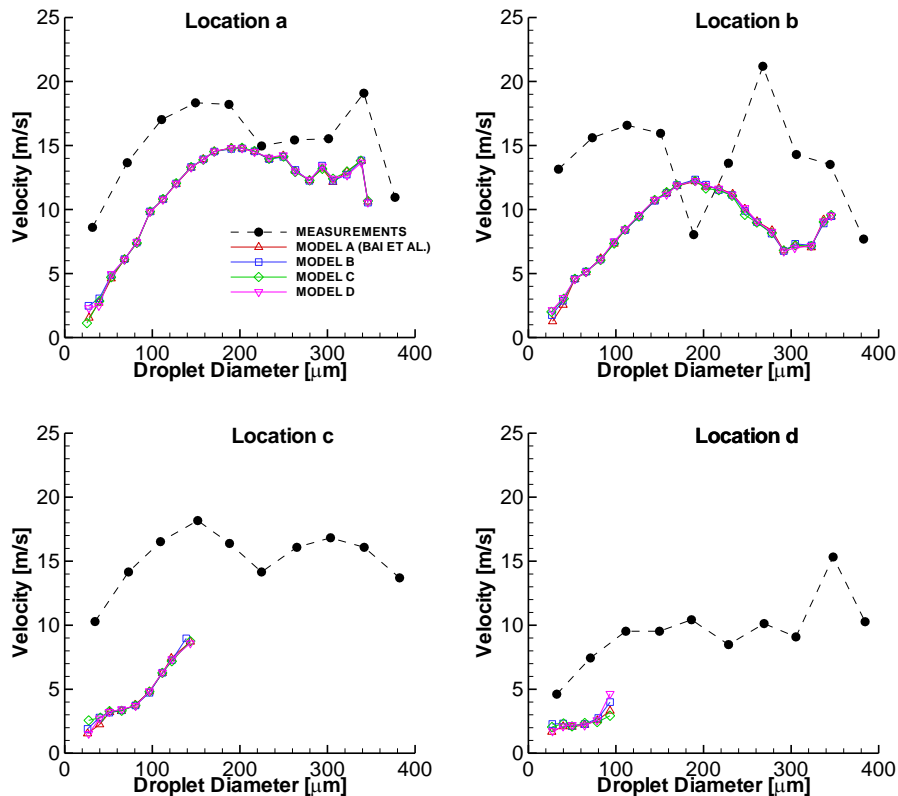 Location a
Velocity [m/s]
25
20
15
10
5
0
0 100 200 300 400
Droplet Diameter [μm]
MEASUREMENTS
MODEL A (BAI ET AL.)
MODEL B
MODEL C
MODEL D
Location b
Velocity [m/s]
25
20
15
10
5
0
0 100 200 300 400
Droplet Diameter [μm]
Location c
Velocity [m/s]
25
20
15
10
5
0
0 100 200 300 400
Droplet Diameter [μm]
Location d
Velocity [m/s]
25
20
15
10
5
0
0 100 200 300 400
Droplet Diameter [μm]